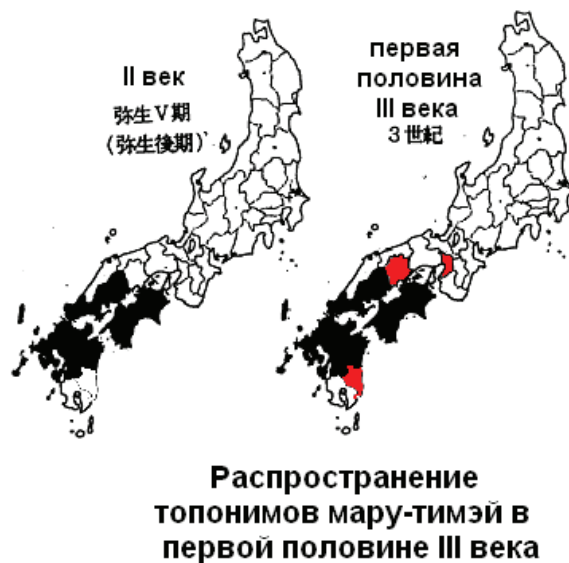 II век
弥生Ⅴ期
(弥生後期)
первая
половина
III века
3世紀
Распространение
топонимов мару-тимэй в
первой половине III века